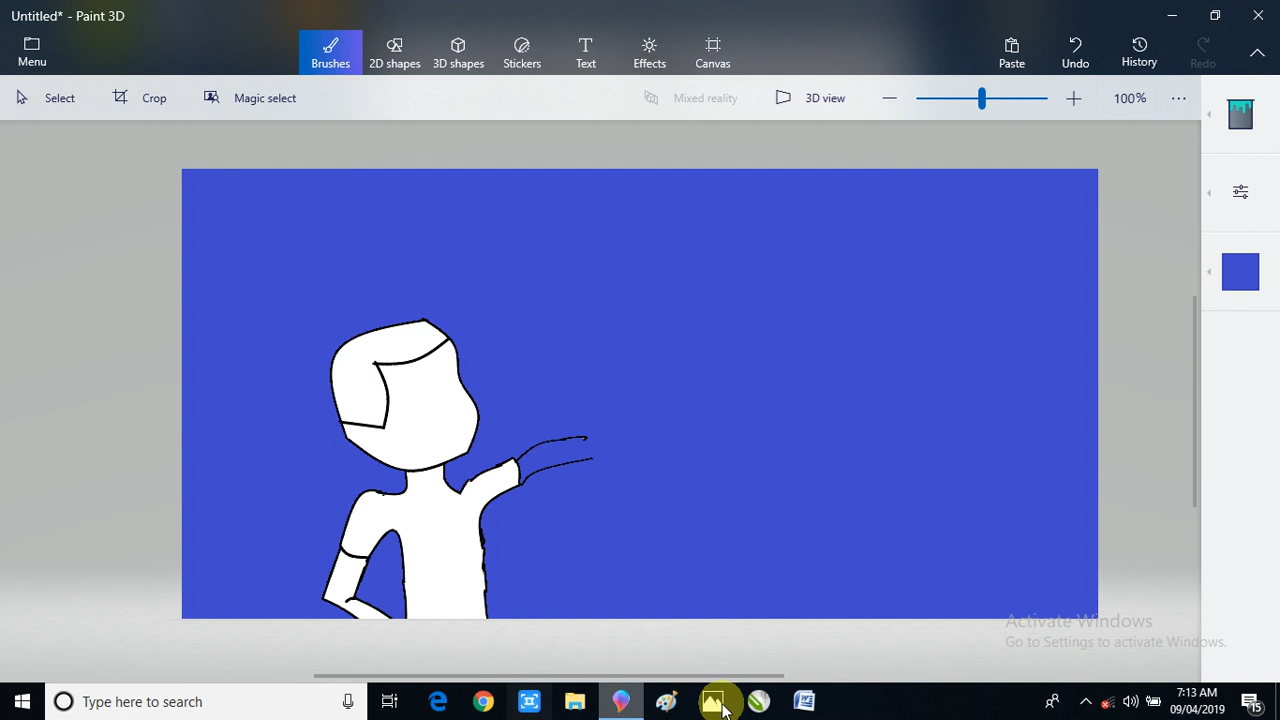 Untitled* - Paint 3D
Menu
Brushes
2D shapes
3D shapes
Stickers
Text
Effects
Canvas
Paste
Undo
History
Redo
Select
Crop
Magic select
Mixed reality
3D view
100%
Activate Windows
Go to Settings to activate Windows.
Type here to search
7:13 AM
09/04/2019
15